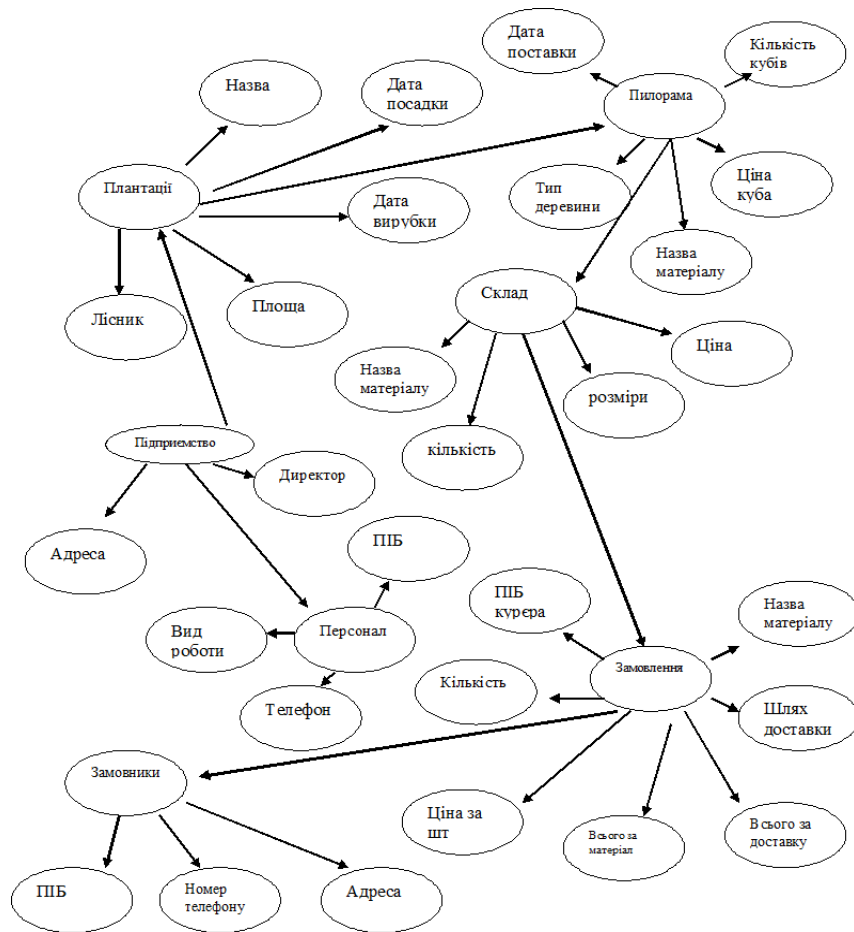 Дата
поставки
Кількість
кубів
Назва
Дата
посадки
Пилорама
Плантації
Тип
деревини
Ціна
куба
Дата
вирубки
Назва
матеріалу
Лісник
Площа
Склад
Ціна
Назва
матеріалу
розміри
Підприємство
кількість
Директор
Адреса
ПІБ
ПІБ
курєра
Назва
матеріалу
Вид
роботи
Персонал
Замовлення
Кількість
Телефон
Шлях
доставки
Замовники
Ціна за
шт
Всього за
матеріал
Всього за
доставку
ПІБ
Номер
телефону
Адреса